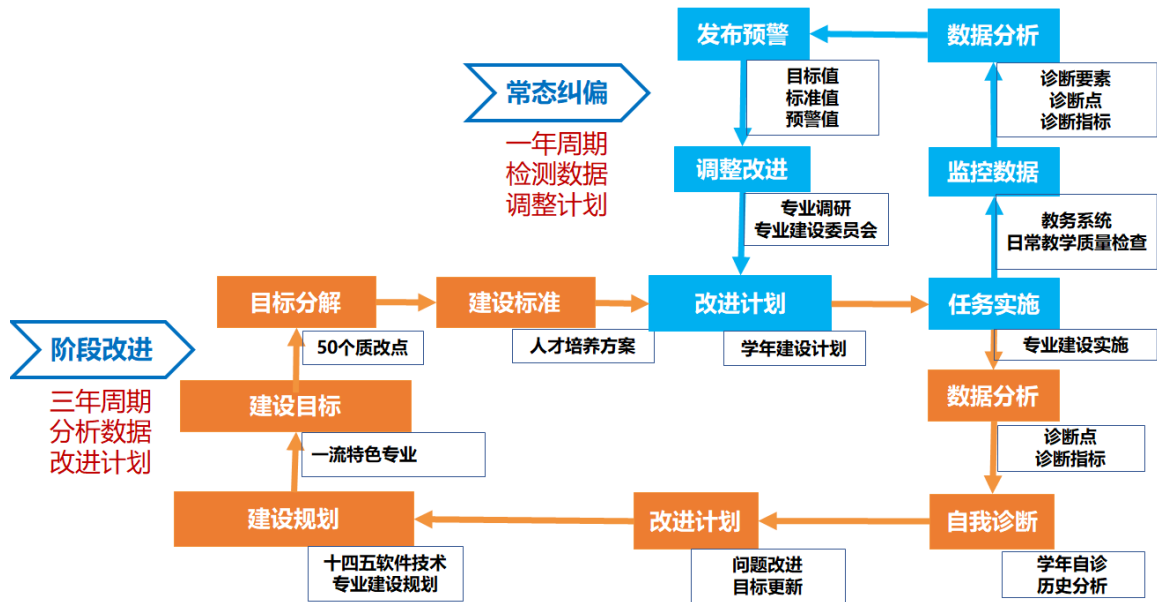 发布预警
数据分析
目标值
标准值
预警值
诊断要素
诊断点
诊断指标
常态纠偏
一年周期
检测数据
调整计划
调整改进
监控数据
专业调研
专业建设委员会
教务系统
日常教学质量检查
目标分解
建设标准
改进计划
任务实施
50个质改点
人才培养方案
学年建设计划
专业建设实施
阶段改进
三年周期
分析数据
改进计划
建设目标
数据分析
一流特色专业
诊断点
诊断指标
建设规划
改进计划
自我诊断
十四五软件技术
专业建设规划
问题改进
目标更新
学年自诊
历史分析